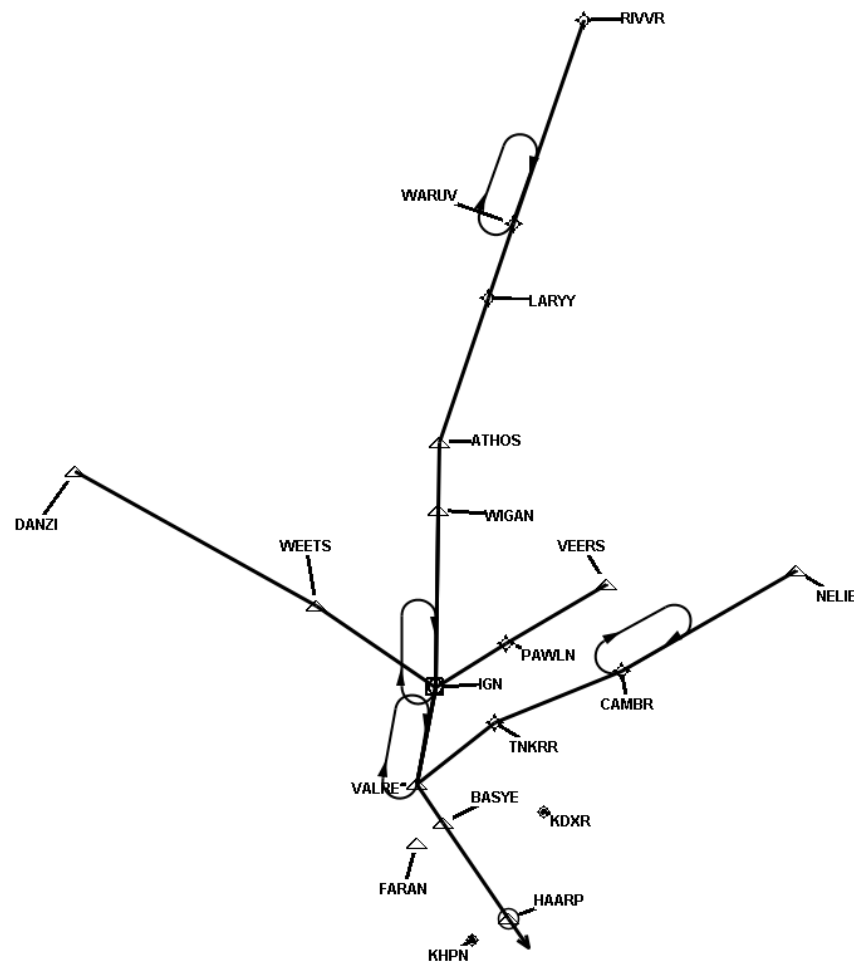 RIVVR
WARUV
LARYY
ATHOS
DANZI
WIGAN
WEETS
VEERS
NELIE
PAWLN
IGN
CAMBR
TNKRR
VALRE
BASYE
KDXR
FARAN
HAARP
KHPN